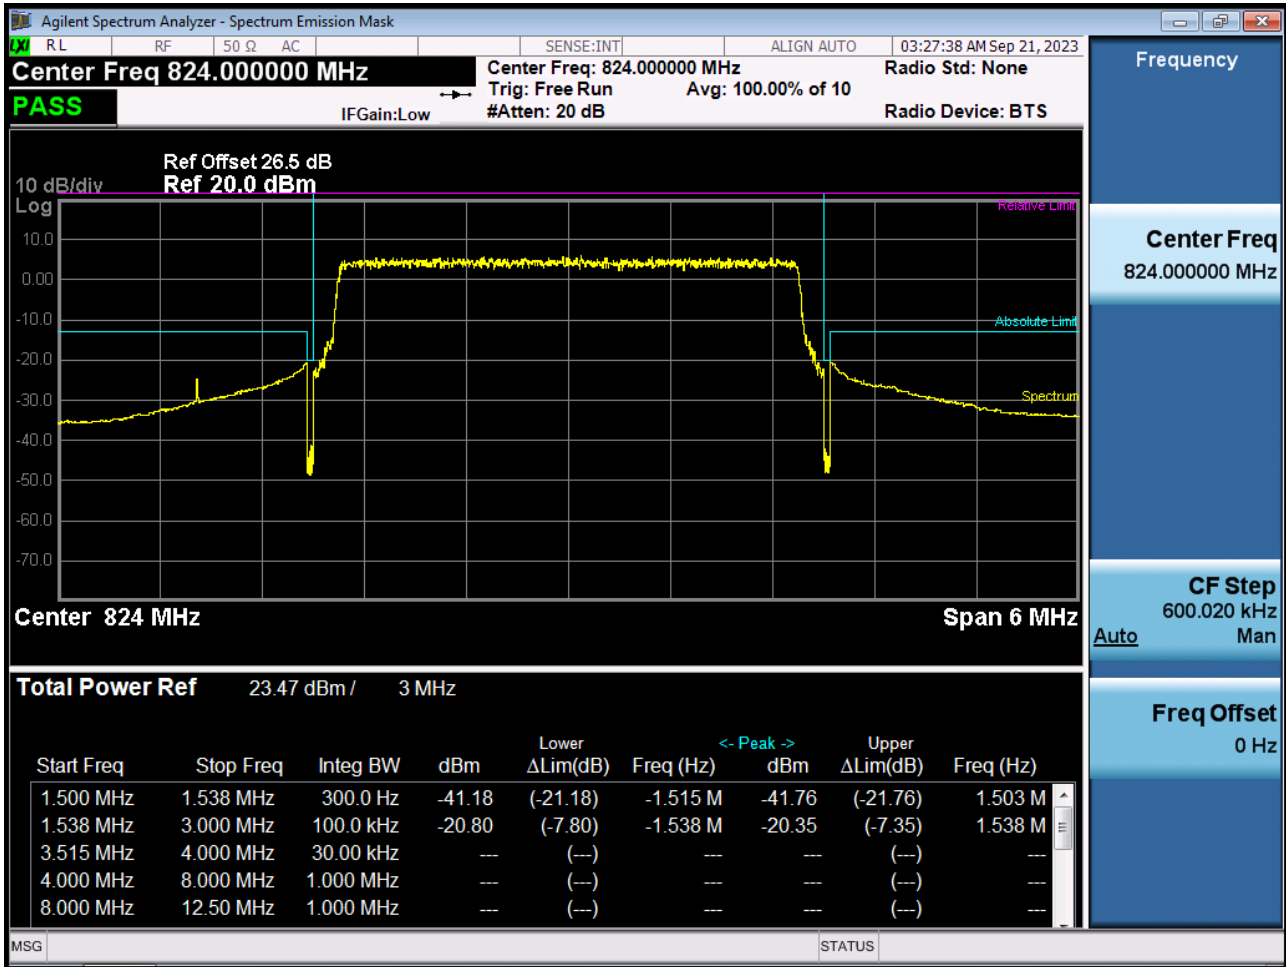 Agilent Spectrum Analyzer - Spectrum Emission Mask
LXI RL RF 50 Ω AC SENSE:INT ALIGN AUTO 03:27:38 AM Sep 21, 2023
Center Freq 824.000000 MHz
PASS
IFGain:Low
Center Freq: 824.000000 MHz
Trig: Free Run Avg: 100.00% of 10
#Atten: 20 dB
Radio Std: None
Radio Device: BTS
Ref Offset 26.5 dB
10 dB/div Ref 20.0 dBm
Log
Relative Limit
10.0
0.00
-10.0
Absolute Limit
-20.0
-30.0
Spectrum
-40.0
-50.0
-60.0
-70.0
Center 824 MHz Span 6 MHz
Total Power Ref 23.47 dBm / 3 MHz
Lower <- Peak -> Upper
Start Freq Stop Freq Integ BW dBm ΔLim(dB) Freq (Hz) dBm ΔLim(dB) Freq (Hz)
1.500 MHz 1.538 MHz 300.0 Hz -41.18 (-21.18) -1.515 M -41.76 (-21.76) 1.503 M
1.538 MHz 3.000 MHz 100.0 kHz -20.80 (-7.80) -1.538 M -20.35 (-7.35) 1.538 M
3.515 MHz 4.000 MHz 30.00 kHz --- (---) --- --- (---) ---
4.000 MHz 8.000 MHz 1.000 MHz --- (---) --- --- (---) ---
8.000 MHz 12.50 MHz 1.000 MHz --- (---) --- --- (---) ---
MSG STATUS
Frequency
Center Freq
824.000000 MHz
CF Step
600.020 kHz
Auto Man
Freq Offset
0 Hz